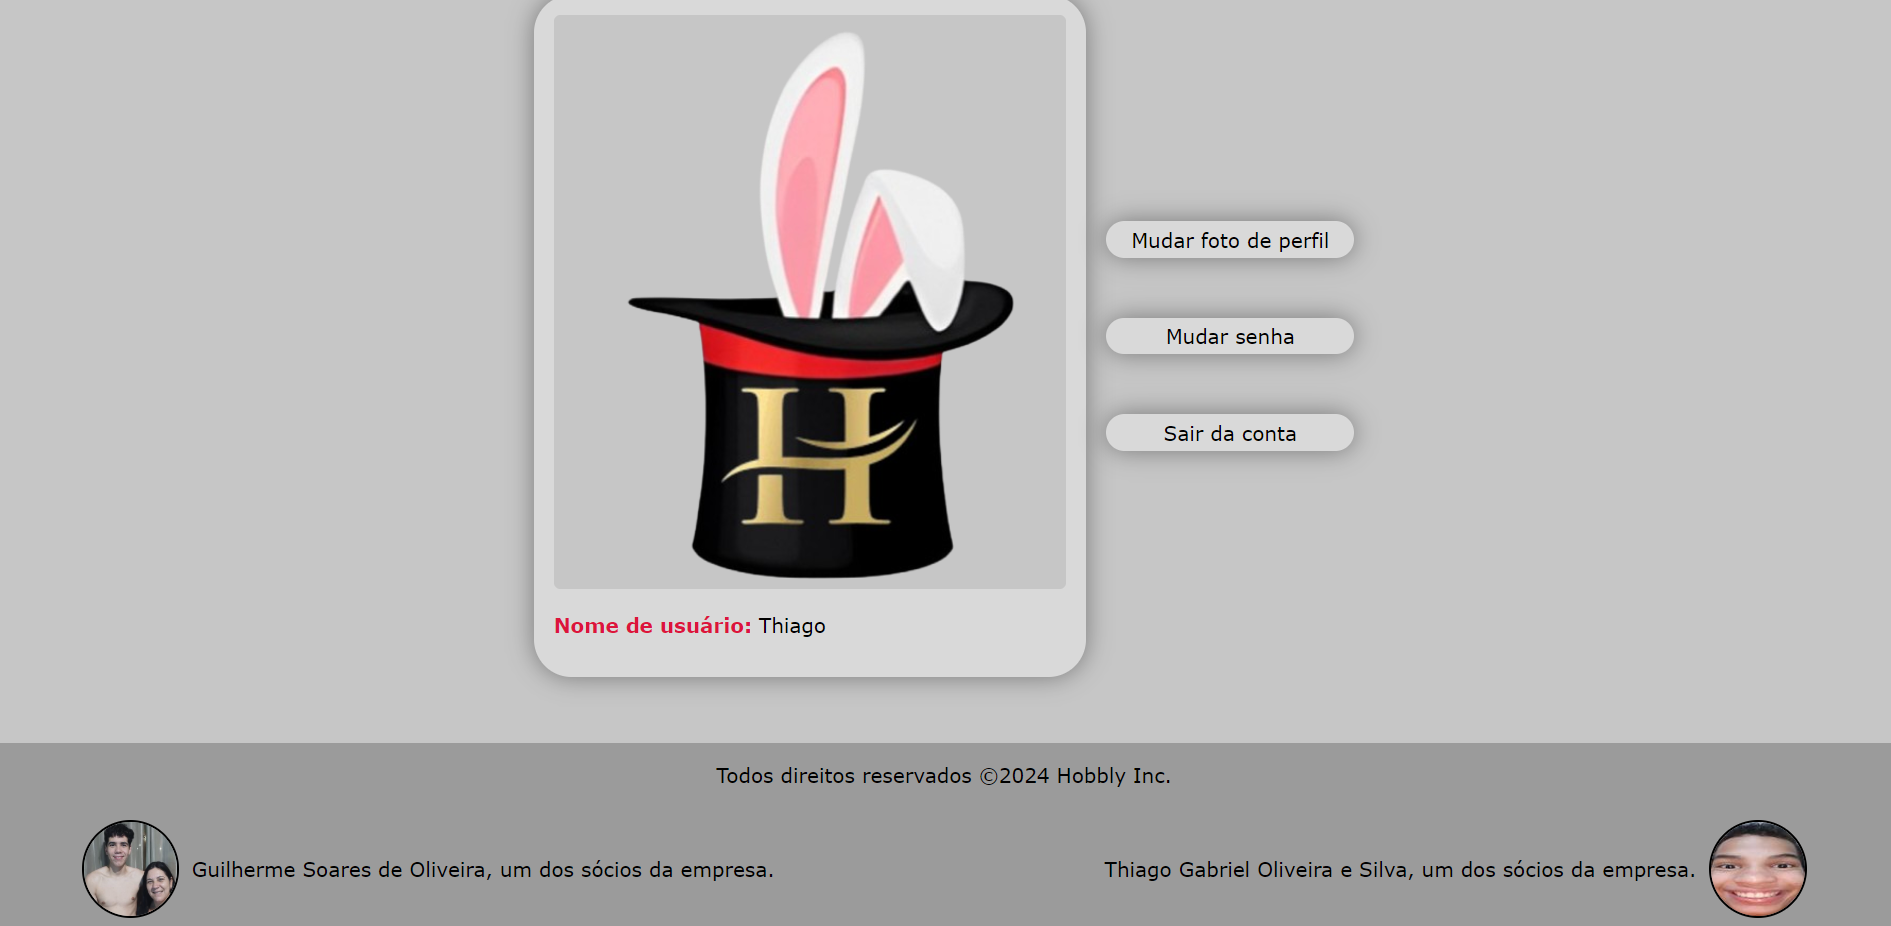 H
Mudar foto de perfil
Mudar senha
Sair da conta
Nome de usuário: Thiago
Todos direitos reservados ©2024 Hobbly Inc.
Guilherme Soares de Oliveira, um dos sócios da empresa.
Thiago Gabriel Oliveira e Silva, um dos sócios da empresa.